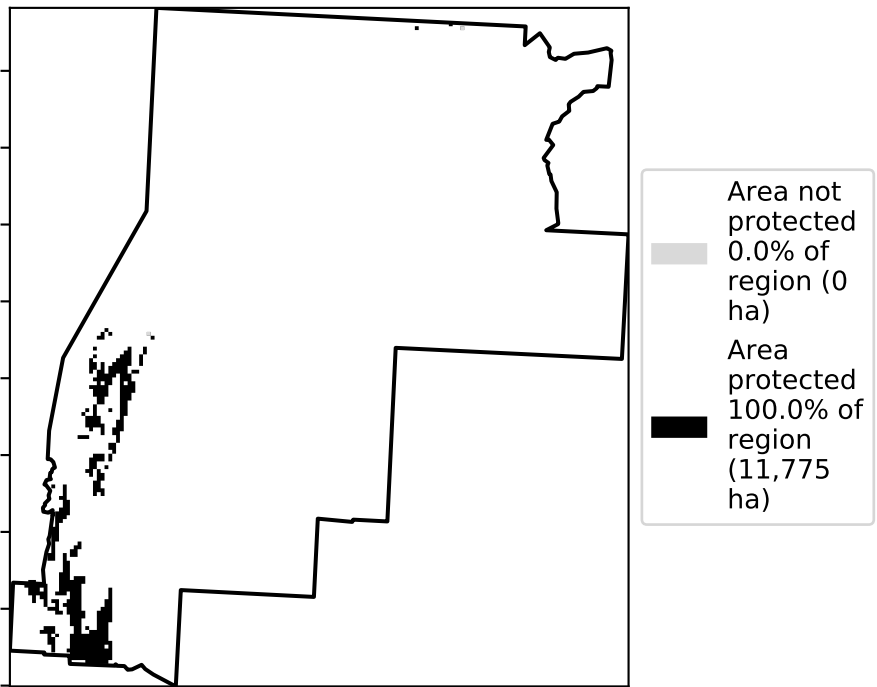 Area not
protected
0.0% of
region (0
ha)
Area
protected
100.0% of
region
(11,775
ha)